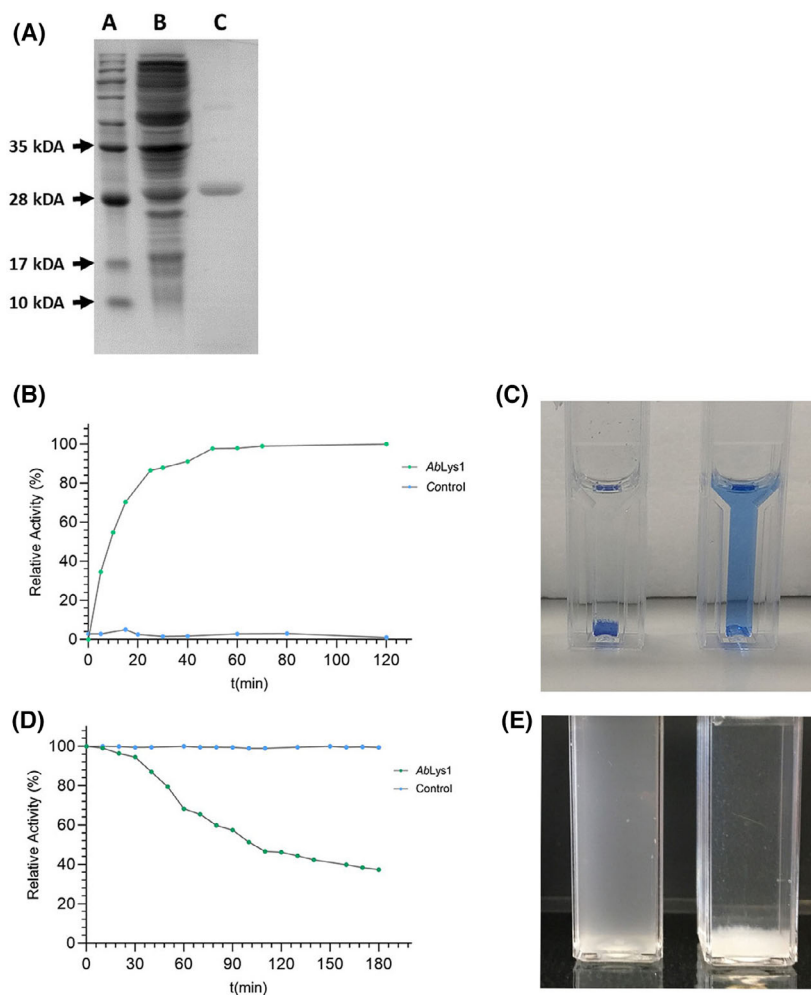 (A)
A B C
35 kDA
28 kDA
17 kDA
10 kDA
(B)
Relative Activity (%)
100
80
60
40
20
0
0 20 40 60 80 100 120
t(min)
AbLys1
Control
(C)
(D)
Relative Activity (%)
100
80
60
40
20
0
0 30 60 90 120 150 180
t(min)
AbLys1
Control
(E)